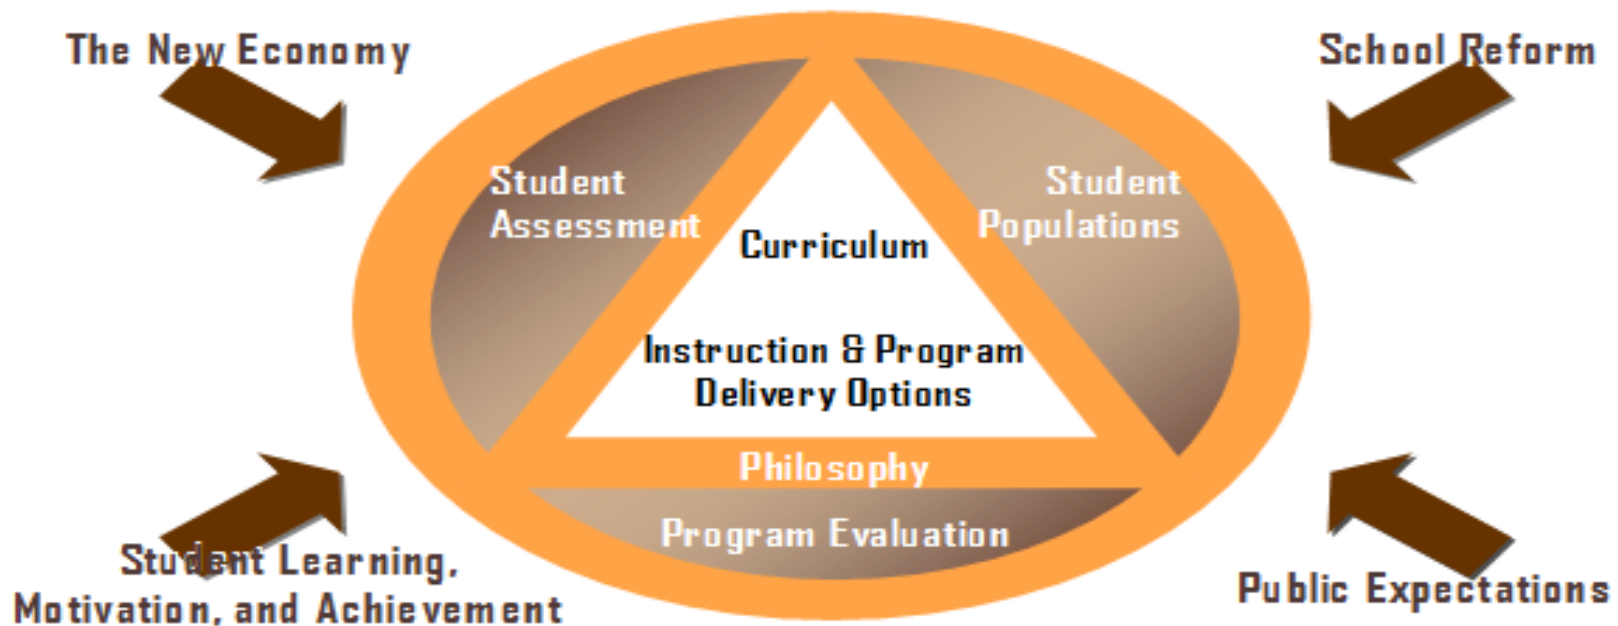 The New Economy
School Reform
Student
Assessment
Student
Populations
Curriculum
Instruction & Program
Delivery Options
Philosophy
Program Evaluation
Student Learning,
Motivation, and Achievement
Public Expectations